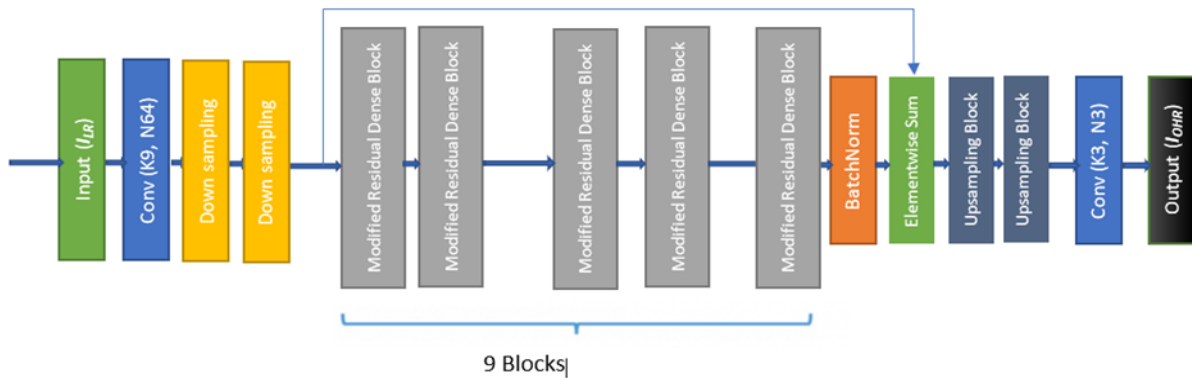 Input (I_LR)
Conv (K9, N64)
Down sampling
Down sampling
Modified Residual Dense Block
Modified Residual Dense Block
Modified Residual Dense Block
Modified Residual Dense Block
Modified Residual Dense Block
BatchNorm
Elementwise Sum
Upsampling Block
Upsampling Block
Conv (K3, N3)
Output (I_OHR)
9 Blocks